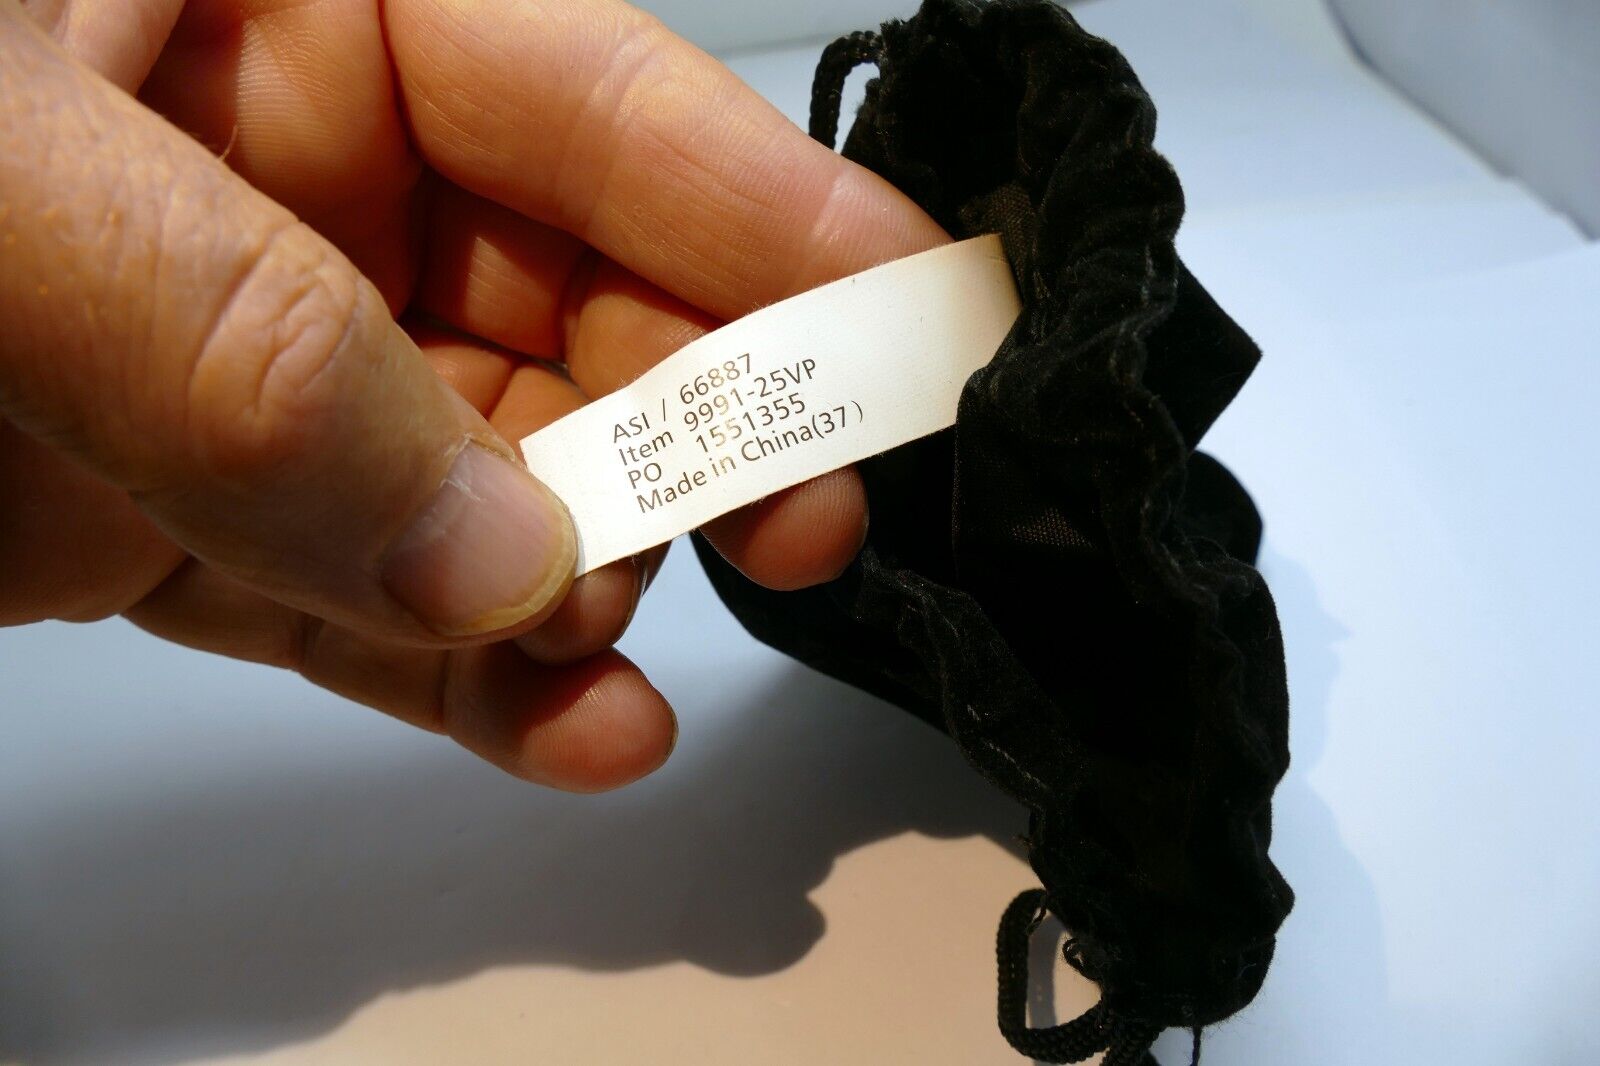 ASI / 66887
Item 9991-25VP
PO 1551355
Made in China(37)